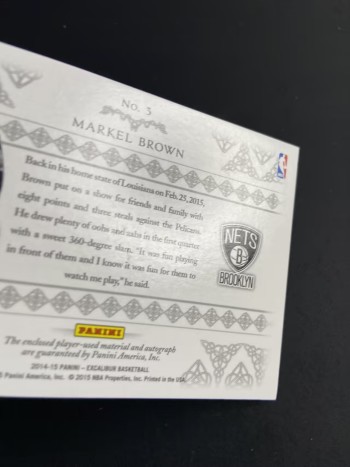 No. 3
MARKEL BROWN
Back in his home state of Louisiana on Feb. 25, 2015,
Brown put on a show for friends and family with
eight points and three steals against the Pelicans.
He drew plenty of oohs and aahs in the first quarter
with a sweet 360-degree slam. "It was fun playing
in front of them and I know it was fun for them to
watch me play," he said.
NETS
B
BROOKLYN
PANINI
The enclosed player-used material and autograph
are guaranteed by Panini America, Inc.
2014-15 PANINI – EXCALIBUR BASKETBALL
Panini America, Inc. © 2015 NBA Properties, Inc. Printed in the USA.